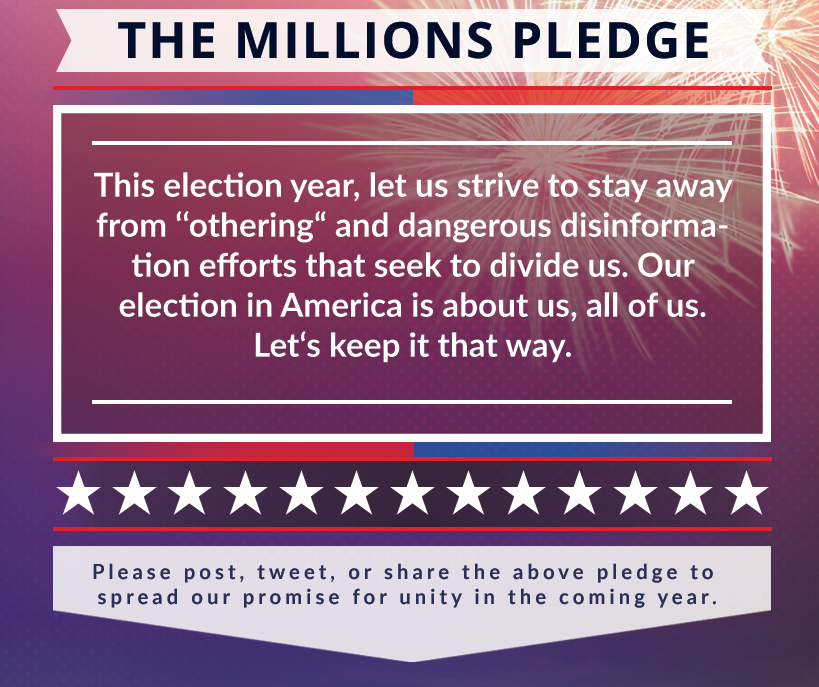 THE MILLIONS PLEDGE
This election year, let us strive to stay away
from “othering“ and dangerous disinforma-
tion efforts that seek to divide us. Our
election in America is about us, all of us.
Let‘s keep it that way.
Please post, tweet, or share the above pledge to
spread our promise for unity in the coming year.